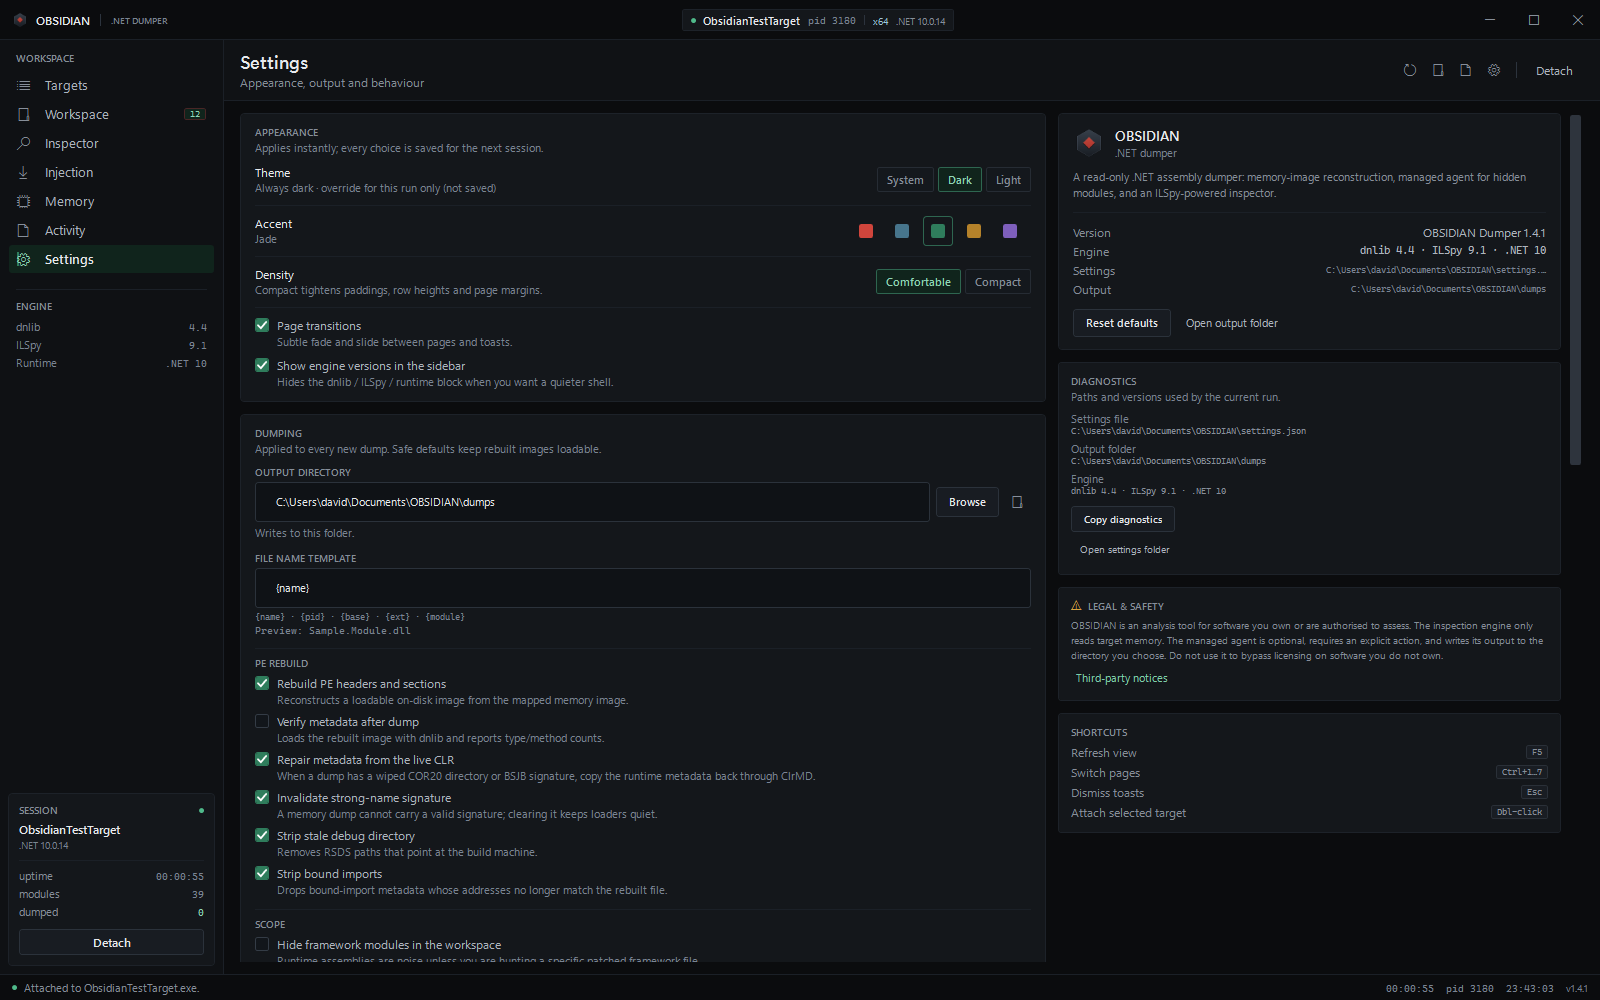 OBSIDIAN .NET DUMPER
ObsidianTestTarget pid 3180 x64 .NET 10.0.14
WORKSPACE
Targets
Workspace 12
Inspector
Injection
Memory
Activity
Settings
ENGINE
dnlib 4.4
ILSpy 9.1
Runtime .NET 10
SESSION
ObsidianTestTarget
.NET 10.0.14
uptime 00:00:55
modules 39
dumped 0
Detach
Settings
Appearance, output and behaviour
Detach
APPEARANCE
Applies instantly; every choice is saved for the next session.
Theme
Always dark · override for this run only (not saved)
System Dark Light
Accent
Jade
Density
Compact tightens paddings, row heights and page margins.
Comfortable Compact
Page transitions
Subtle fade and slide between pages and toasts.
Show engine versions in the sidebar
Hides the dnlib / ILSpy / runtime block when you want a quieter shell.
DUMPING
Applied to every new dump. Safe defaults keep rebuilt images loadable.
OUTPUT DIRECTORY
C:\Users\david\Documents\OBSIDIAN\dumps
Browse
Writes to this folder.
FILE NAME TEMPLATE
{name}
{name} · {pid} · {base} · {ext} · {module}
Preview: Sample.Module.dll
PE REBUILD
Rebuild PE headers and sections
Reconstructs a loadable on-disk image from the mapped memory image.
Verify metadata after dump
Loads the rebuilt image with dnlib and reports type/method counts.
Repair metadata from the live CLR
When a dump has a wiped COR20 directory or BSJB signature, copy the runtime metadata back through ClrMD.
Invalidate strong-name signature
A memory dump cannot carry a valid signature; clearing it keeps loaders quiet.
Strip stale debug directory
Removes RSDS paths that point at the build machine.
Strip bound imports
Drops bound-import metadata whose addresses no longer match the rebuilt file.
SCOPE
Hide framework modules in the workspace
Runtime assemblies are noise unless you are hunting a specific patched framework file.
OBSIDIAN
.NET dumper
A read-only .NET assembly dumper: memory-image reconstruction, managed agent for hidden
modules, and an ILSpy-powered inspector.
Version OBSIDIAN Dumper 1.4.1
Engine dnlib 4.4 · ILSpy 9.1 · .NET 10
Settings C:\Users\david\Documents\OBSIDIAN\settings.…
Output C:\Users\david\Documents\OBSIDIAN\dumps
Reset defaults Open output folder
DIAGNOSTICS
Paths and versions used by the current run.
Settings file
C:\Users\david\Documents\OBSIDIAN\settings.json
Output folder
C:\Users\david\Documents\OBSIDIAN\dumps
Engine
dnlib 4.4 · ILSpy 9.1 · .NET 10
Copy diagnostics
Open settings folder
LEGAL & SAFETY
OBSIDIAN is an analysis tool for software you own or are authorised to assess. The inspection engine only
reads target memory. The managed agent is optional, requires an explicit action, and writes its output to the
directory you choose. Do not use it to bypass licensing on software you do not own.
Third-party notices
SHORTCUTS
Refresh view F5
Switch pages Ctrl+1…7
Dismiss toasts Esc
Attach selected target Dbl-click
Attached to ObsidianTestTarget.exe.
00:00:55 pid 3180 23:43:03 v1.4.1